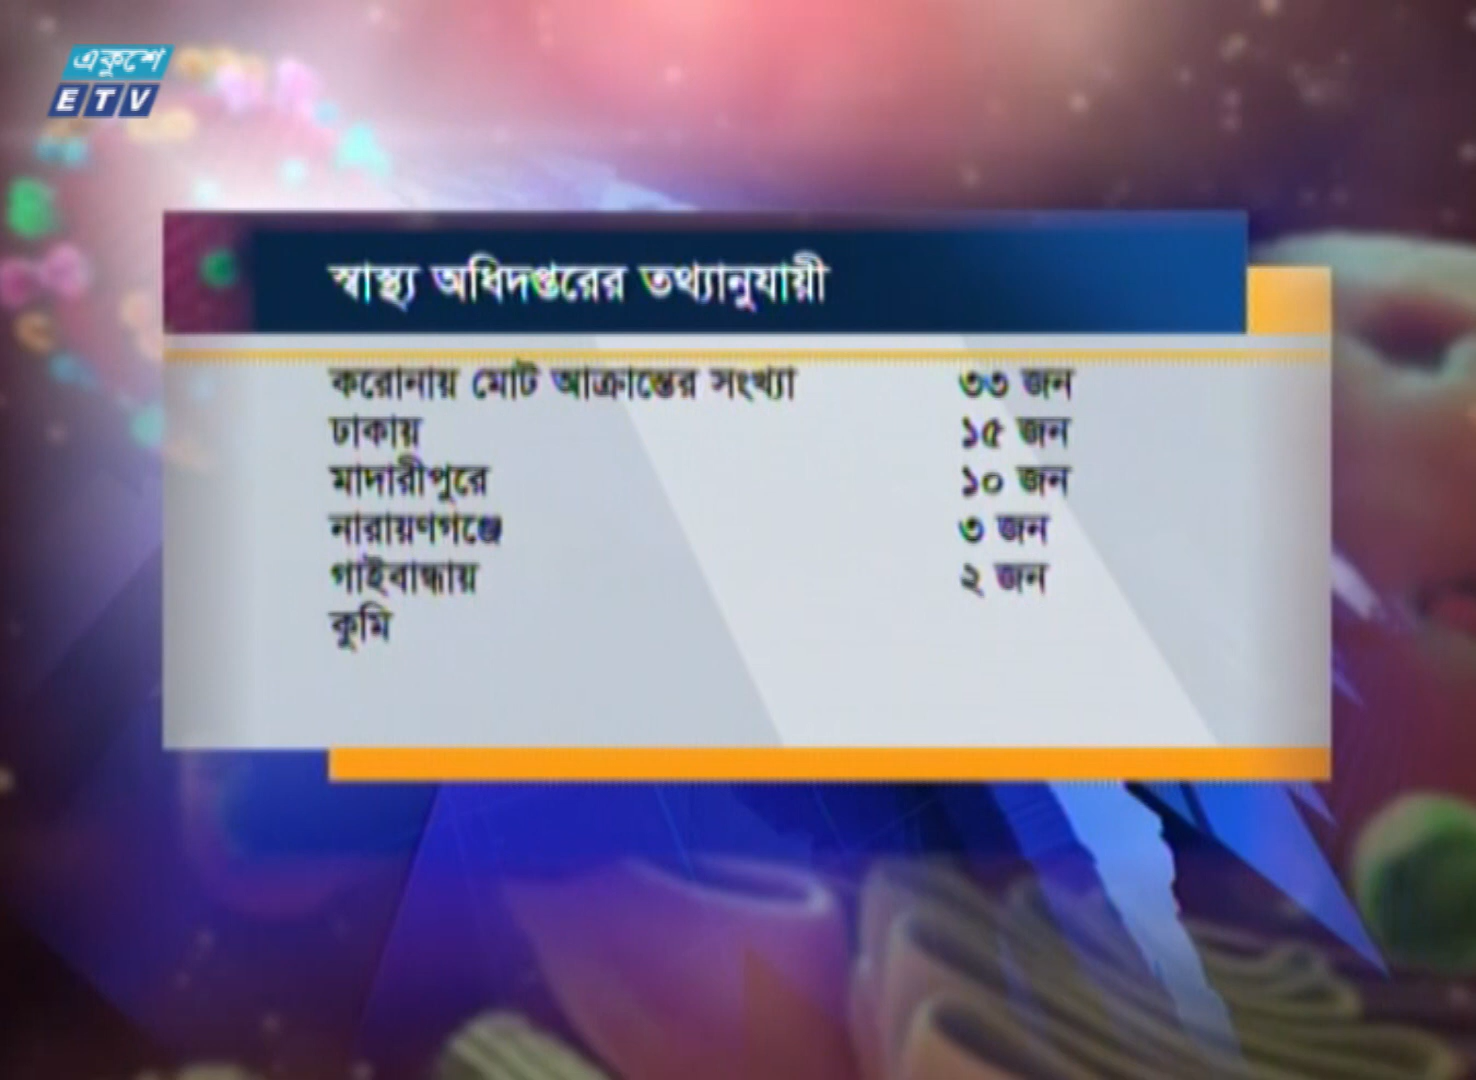 একুশে
ETV
স্বাস্থ্য অধিদপ্তরের তথ্যানুযায়ী
করোনায় মোট আক্রান্তের সংখ্যা ৩৩ জন
ঢাকায় ১৫ জন
মাদারীপুরে ১০ জন
নারায়ণগঞ্জে ৩ জন
গাইবান্ধায় ২ জন
কুমি